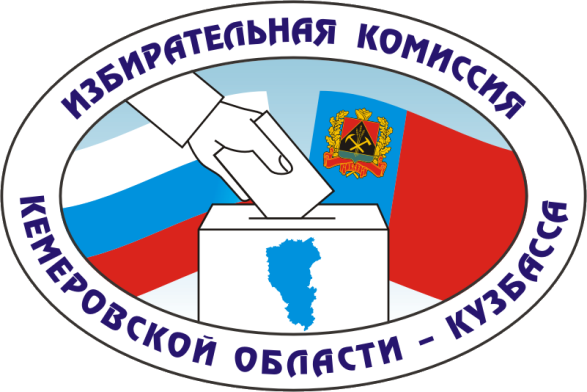 ИЗБИРАТЕЛЬНАЯ КОМИССИЯ
КЕМЕРОВСКОЙ ОБЛАСТИ - КУЗБАССА